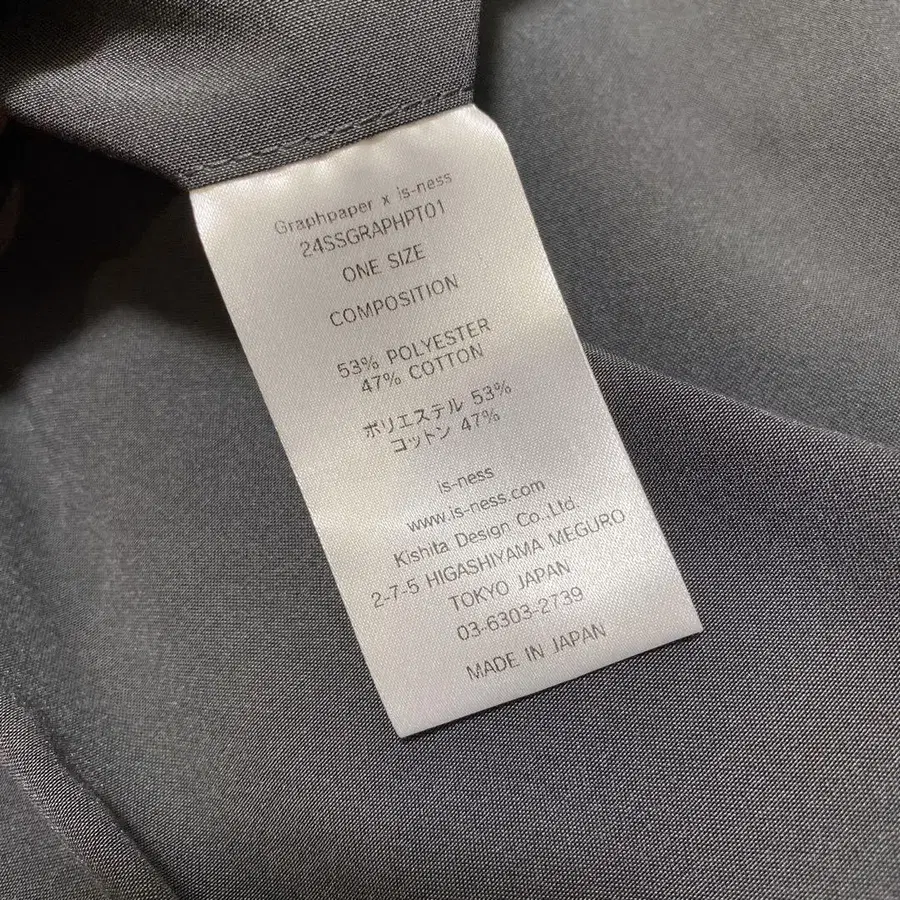 Graphpaper x is-ness
24SSGRAPHPT01
ONE SIZE
COMPOSITION
53% POLYESTER
47% COTTON
ポリエステル 53%
コットン 47%
is-ness
www.is-ness.com
Kishita Design Co.,Ltd.
2-7-5 HIGASHIYAMA MEGURO
TOKYO JAPAN
03-6303-2739
MADE IN JAPAN